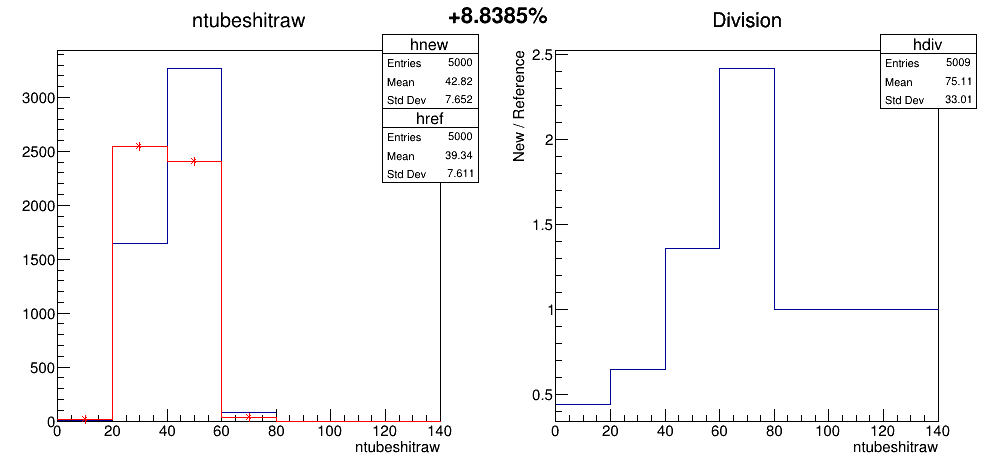 +8.8385%
ntubeshitraw
hnew
Entries 5000
Mean 42.82
Std Dev 7.652
href
Entries 5000
Mean 39.34
Std Dev 7.611
3000
2500
2000
1500
1000
500
0
0 20 40 60 80 100 120 140
ntubeshitraw
Division
hdiv
Entries 5009
Mean 75.11
Std Dev 33.01
New / Reference
2.5
2
1.5
1
0.5
0 20 40 60 80 100 120 140
ntubeshitraw